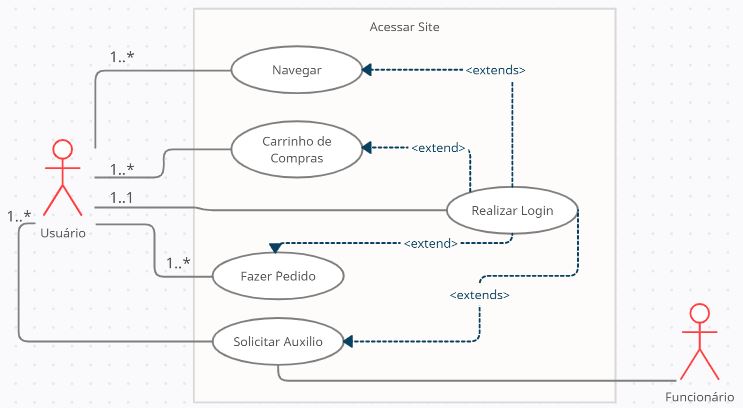 Acessar Site
1..*
Navegar
<extends>
Carrinho de
Compras
<extend>
1..*
1..1
Realizar Login
1..*
Usuário
<extend>
1..*
Fazer Pedido
<extends>
Solicitar Auxilio
Funcionário